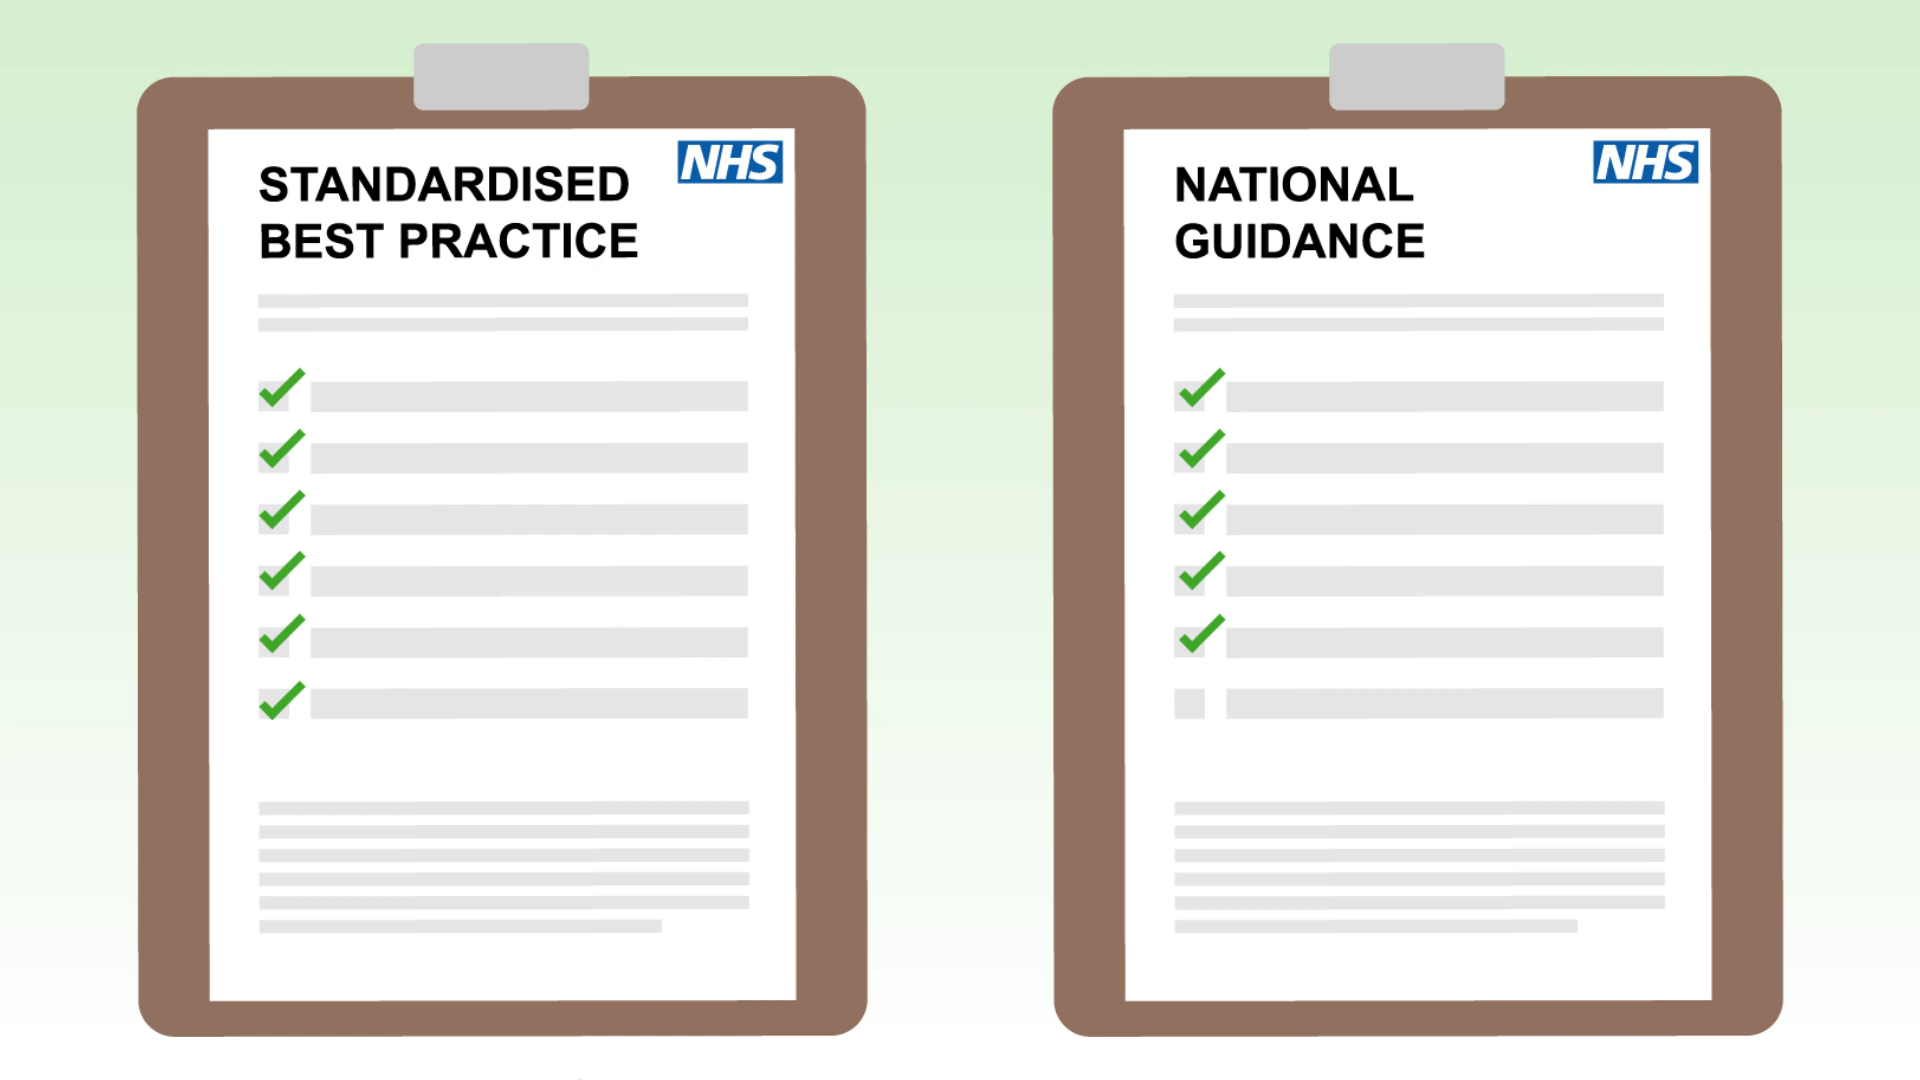 STANDARDISED
BEST PRACTICE
NHS
NATIONAL
GUIDANCE
NHS